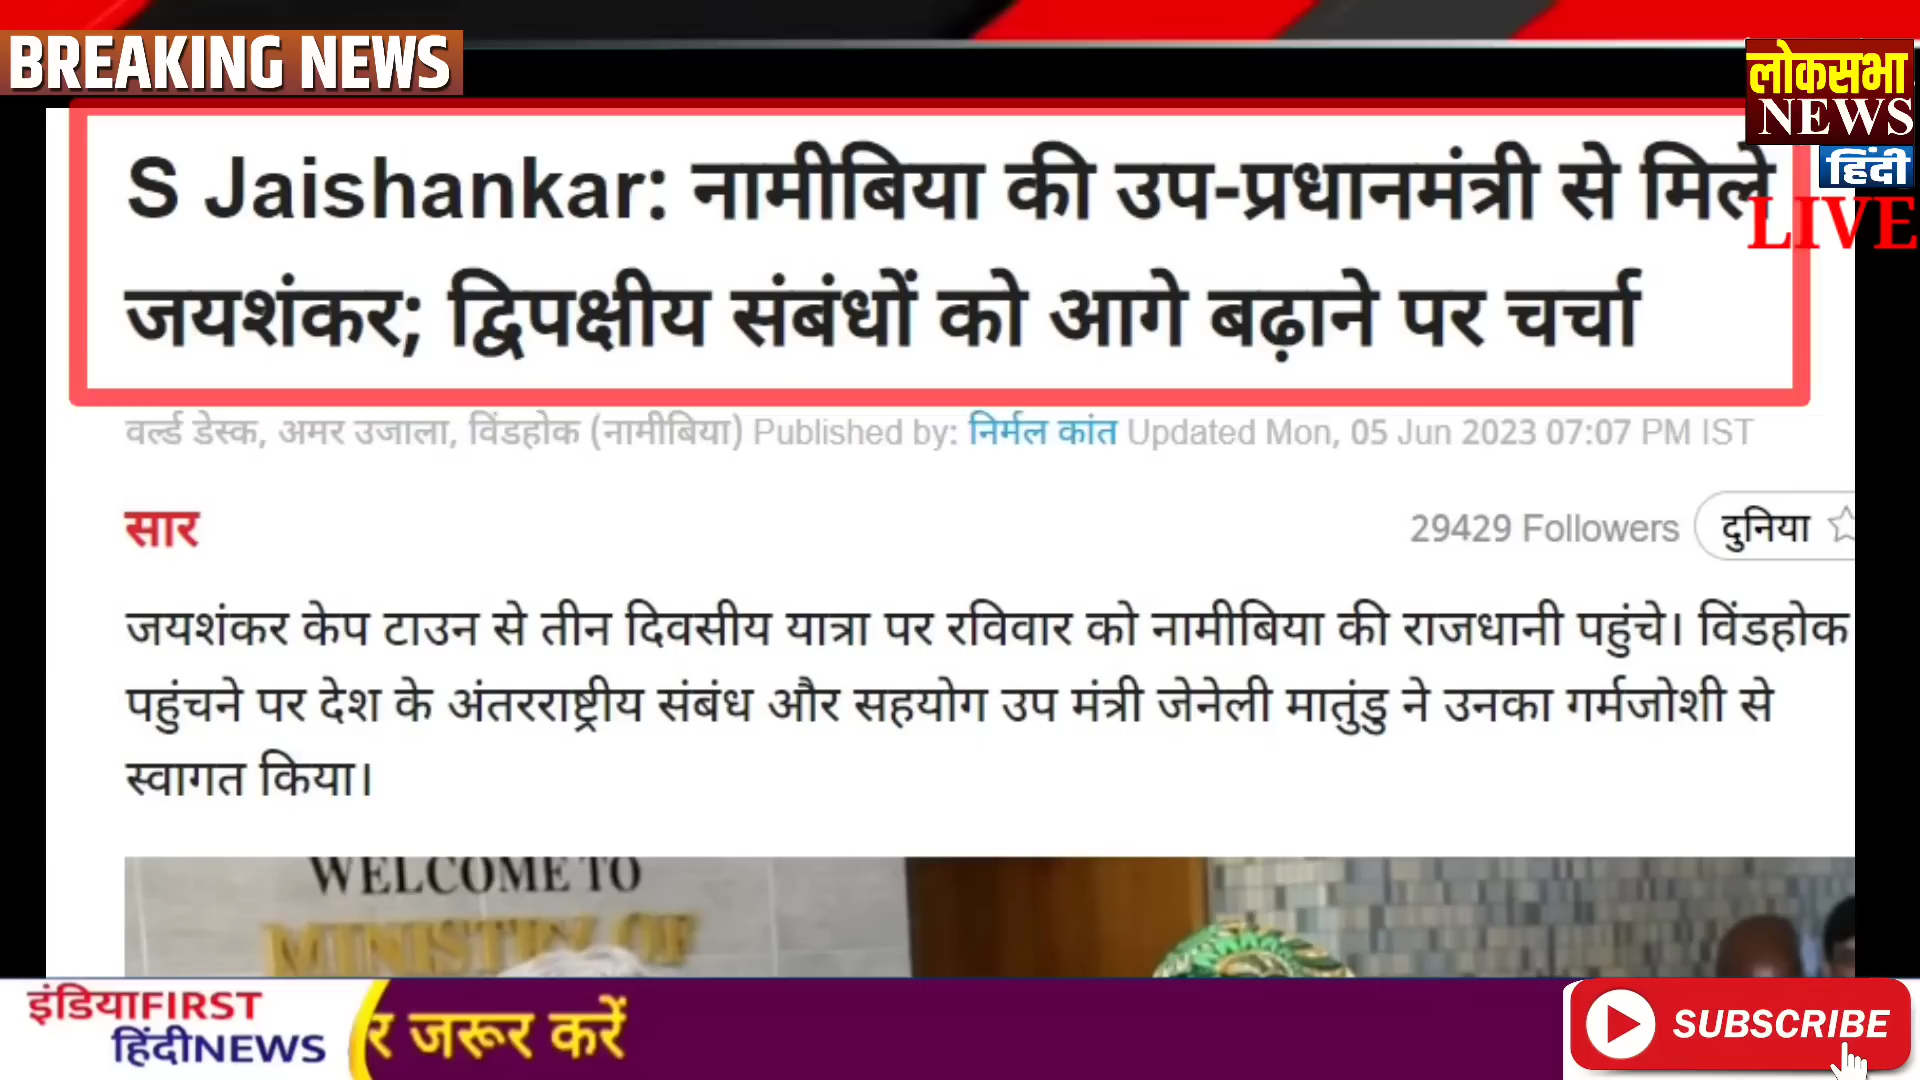 BREAKING NEWS
लोकसभा
NEWS
हिंदी
LIVE
S Jaishankar: नामीबिया की उप-प्रधानमंत्री से मिले
जयशंकर; द्विपक्षीय संबंधों को आगे बढ़ाने पर चर्चा
वर्ल्ड डेस्क, अमर उजाला, विंडहोक (नामीबिया) Published by: निर्मल कांत Updated Mon, 05 Jun 2023 07:07 PM IST
सार
29429 Followers
दुनिया
जयशंकर केप टाउन से तीन दिवसीय यात्रा पर रविवार को नामीबिया की राजधानी पहुंचे। विंडहोक
पहुंचने पर देश के अंतरराष्ट्रीय संबंध और सहयोग उप मंत्री जेनेली मातुंडु ने उनका गर्मजोशी से
स्वागत किया।
WELCOME TO
MINISTRY OF
इंडियाFIRST
हिंदीNEWS
र जरूर करें
SUBSCRIBE